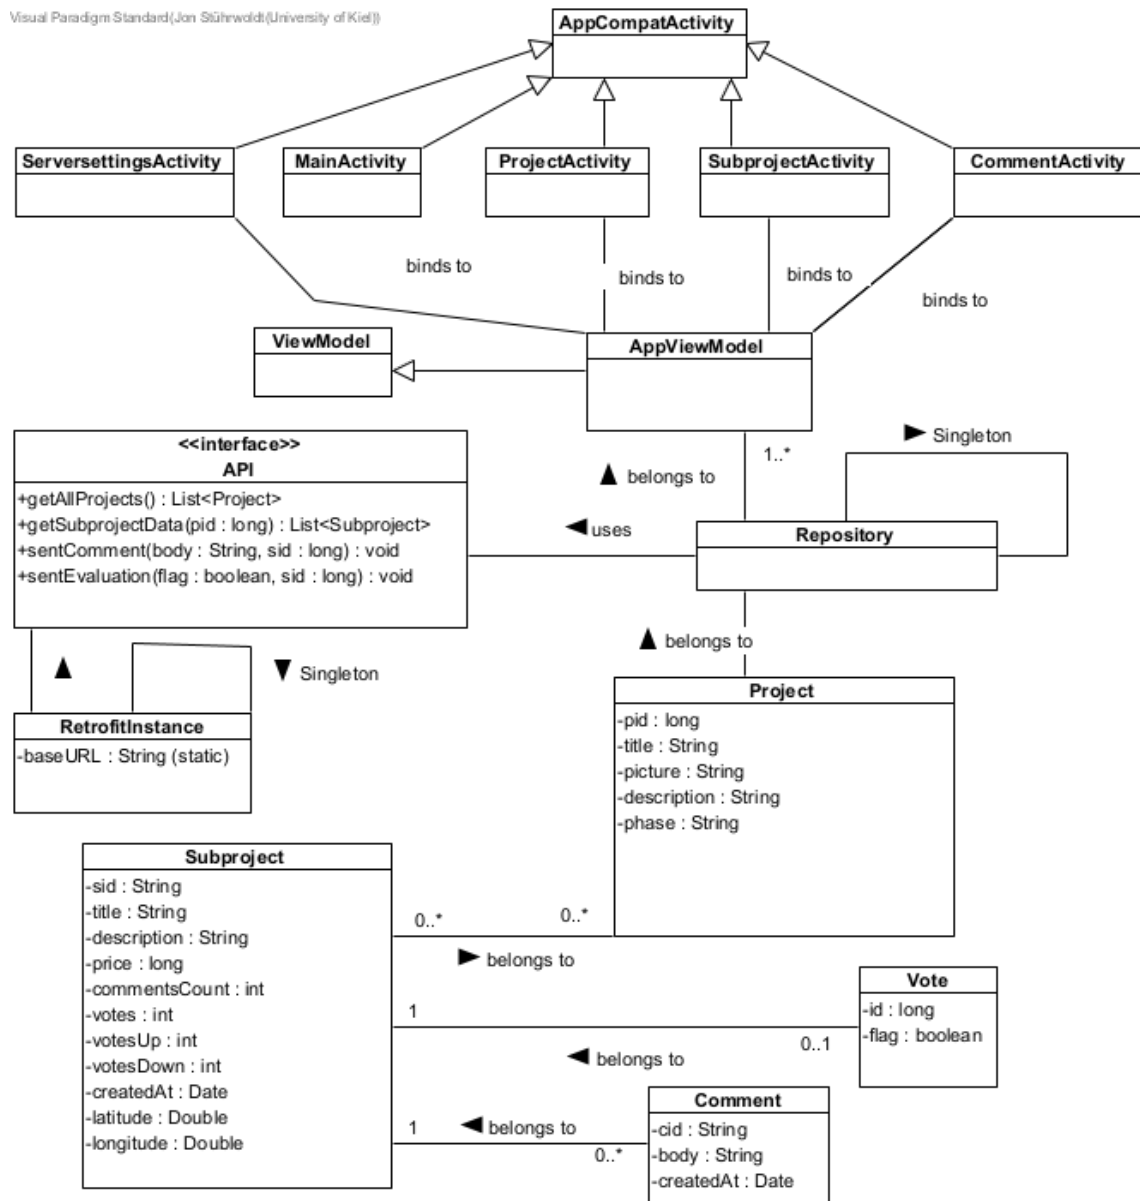 Visual Paradigm Standard(Jon Stührwoldt(University of Kiel))
AppCompatActivity
ServersettingsActivity
MainActivity
ProjectActivity
SubprojectActivity
CommentActivity
binds to
binds to
binds to
binds to
ViewModel
AppViewModel
<<interface>>
API
+getAllProjects() : List<Project>
+getSubprojectData(pid : long) : List<Subproject>
+sentComment(body : String, sid : long) : void
+sentEvaluation(flag : boolean, sid : long) : void
1..*
belongs to
Singleton
uses
Repository
belongs to
Singleton
RetrofitInstance
-baseURL : String (static)
Project
-pid : long
-title : String
-picture : String
-description : String
-phase : String
Subproject
-sid : String
-title : String
-description : String
-price : long
-commentsCount : int
-votes : int
-votesUp : int
-votesDown : int
-createdAt : Date
-latitude : Double
-longitude : Double
0..*
0..*
belongs to
1
0..1
belongs to
Vote
-id : long
-flag : boolean
1
belongs to
0..*
Comment
-cid : String
-body : String
-createdAt : Date